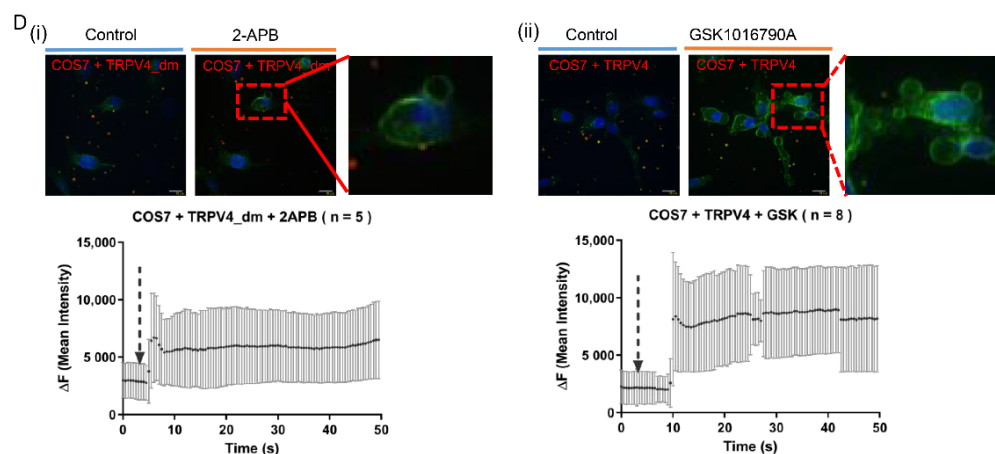 D
(i)
Control
2-APB
COS7 + TRPV4_dm
COS7 + TRPV4_dm
COS7 + TRPV4_dm + 2APB ( n = 5 )
ΔF (Mean Intensity)
15,000
10,000
5 000
0
0 10 20 30 40 50
Time (s)
(ii)
Control
GSK1016790A
COS7 + TRPV4
COS7 + TRPV4
COS7 + TRPV4 + GSK ( n = 8 )
ΔF (Mean Intensity)
15,000
10,000
5 000
0
0 10 20 30 40 50
Time (s)